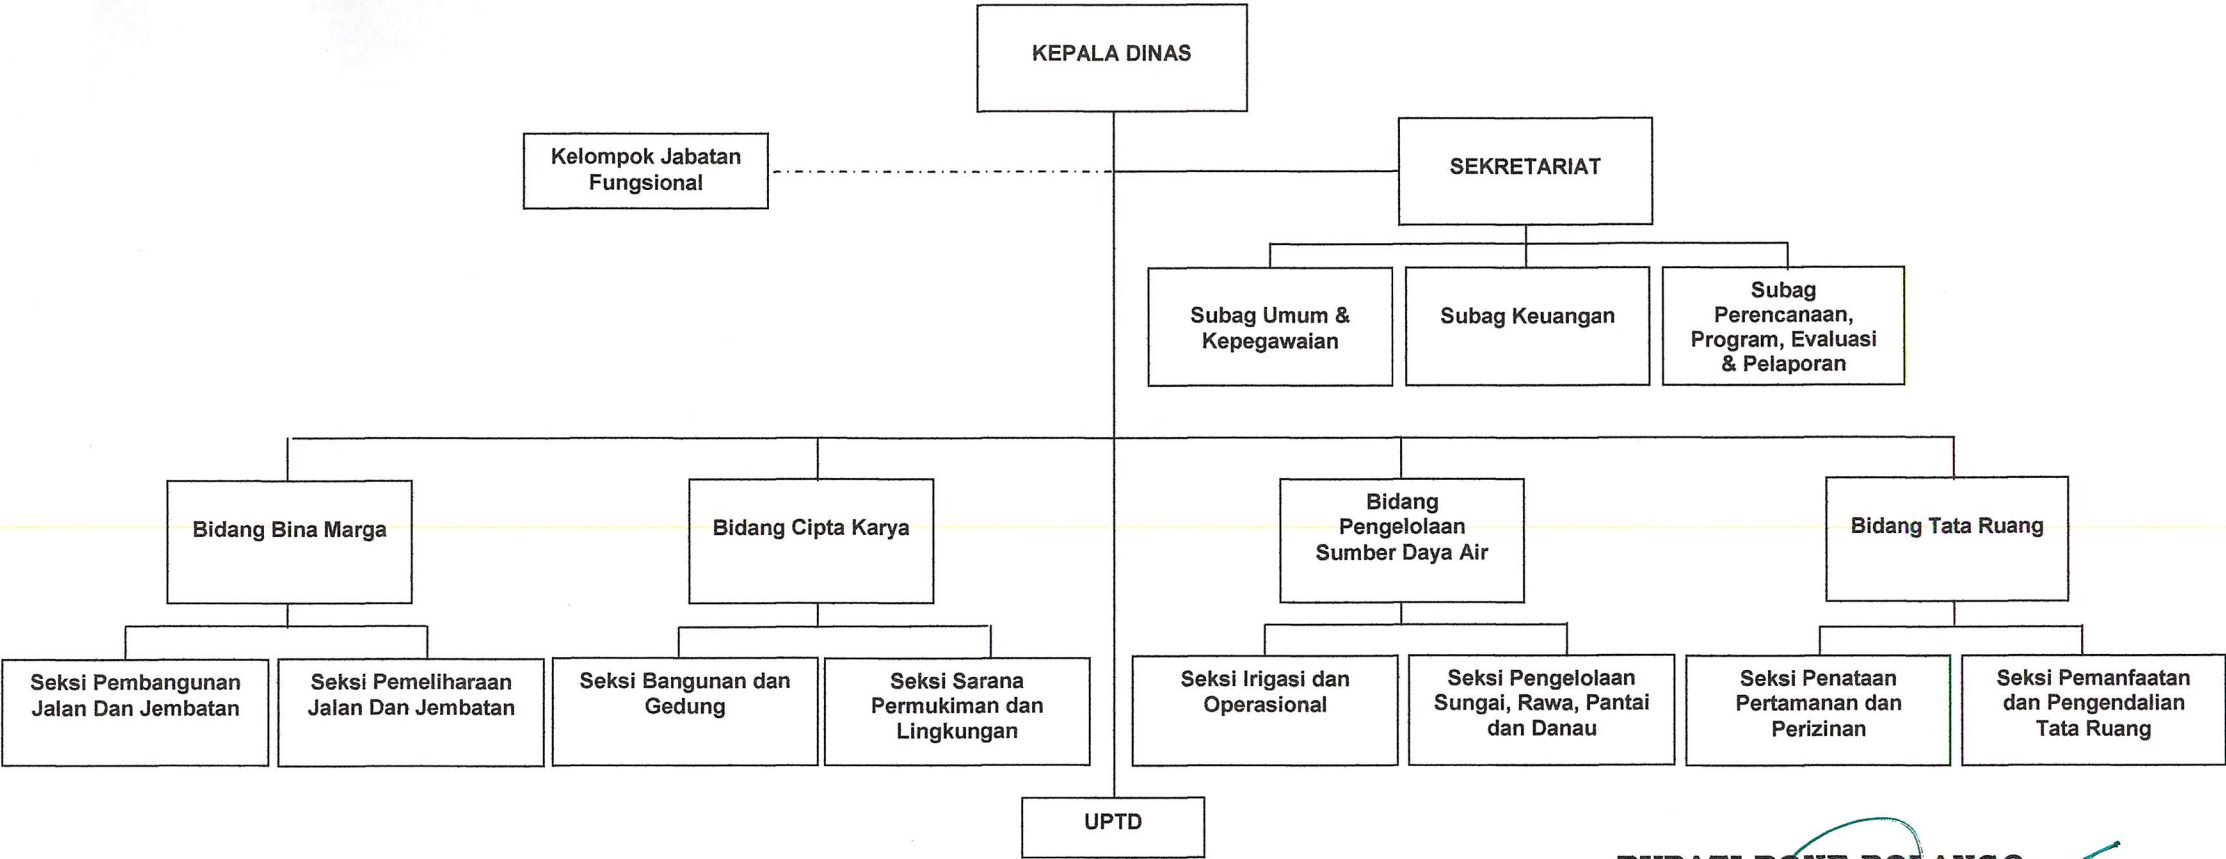 KEPALA DINAS
Kelompok Jabatan
Fungsional
SEKRETARIAT
Subag Umum &
Kepegawaian
Subag Keuangan
Subag
Perencanaan,
Program, Evaluasi
& Pelaporan
Bidang Bina Marga
Bidang Cipta Karya
Bidang
Pengelolaan
Sumber Daya Air
Bidang Tata Ruang
Seksi Pembangunan
Jalan Dan Jembatan
Seksi Pemeliharaan
Jalan Dan Jembatan
Seksi Bangunan dan
Gedung
Seksi Sarana
Permukiman dan
Lingkungan
Seksi Irigasi dan
Operasional
Seksi Pengelolaan
Sungai, Rawa, Pantai
dan Danau
Seksi Penataan
Pertamanan dan
Perizinan
Seksi Pemanfaatan
dan Pengendalian
Tata Ruang
UPTD
BUPATI BONE BOLANGO